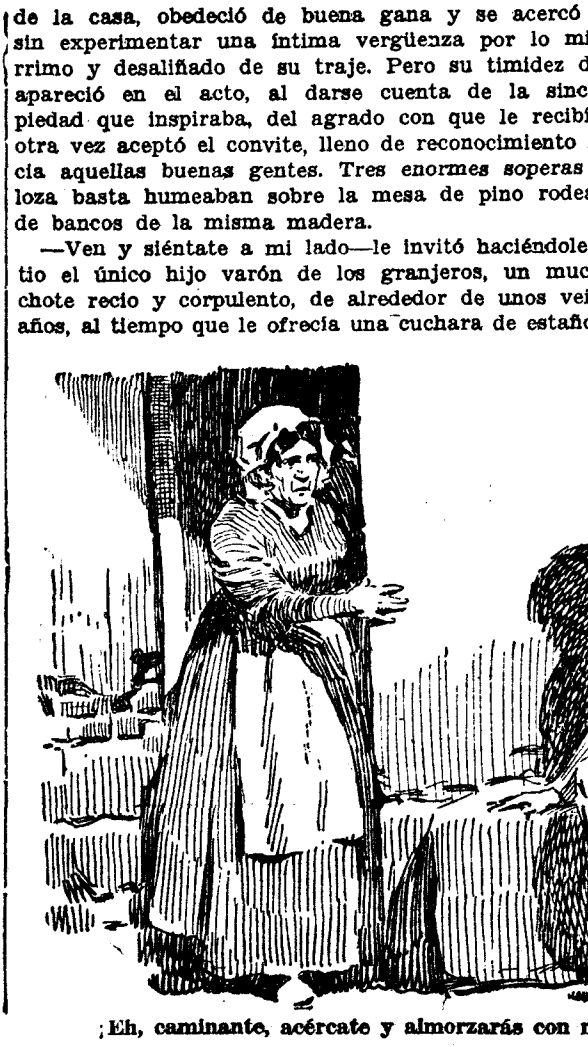 de la casa, obedeció de buena gana y se acercó
sin experimentar una íntima vergüenza por lo mi
rrimo y desaliñado de su traje. Pero su timidez d
apareció en el acto, al darse cuenta de la sinc
piedad que inspiraba, del agrado con que le recibi
otra vez aceptó el convite, lleno de reconocimiento
cia aquellas buenas gentes. Tres enormes soperas
loza basta humeaban sobre la mesa de pino rodea
de bancos de la misma madera.
—Ven y siéntate a mi lado—le invitó haciéndole
tio el único hijo varón de los granjeros, un muc
chote recio y corpulento, de alrededor de unos vei
años, al tiempo que le ofrecía una cuchara de estaño
¡Eh, caminante, acércate y almorzarás con